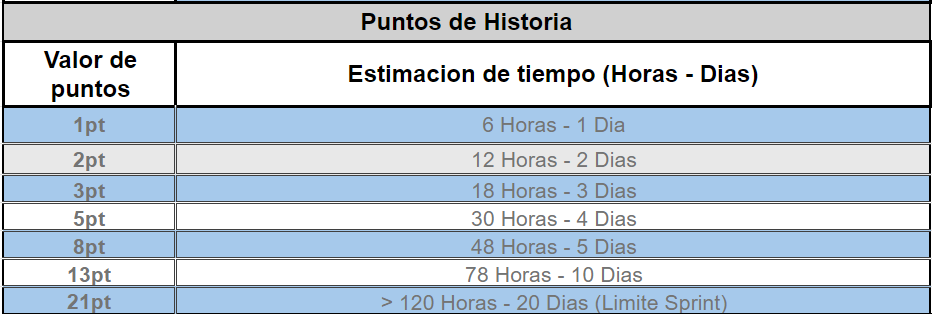 Puntos de Historia
Valor de puntos Estimacion de tiempo (Horas - Dias)
1pt 6 Horas - 1 Dia
2pt 12 Horas - 2 Dias
3pt 18 Horas - 3 Dias
5pt 30 Horas - 4 Dias
8pt 48 Horas - 5 Dias
13pt 78 Horas - 10 Dias
21pt > 120 Horas - 20 Dias (Limite Sprint)